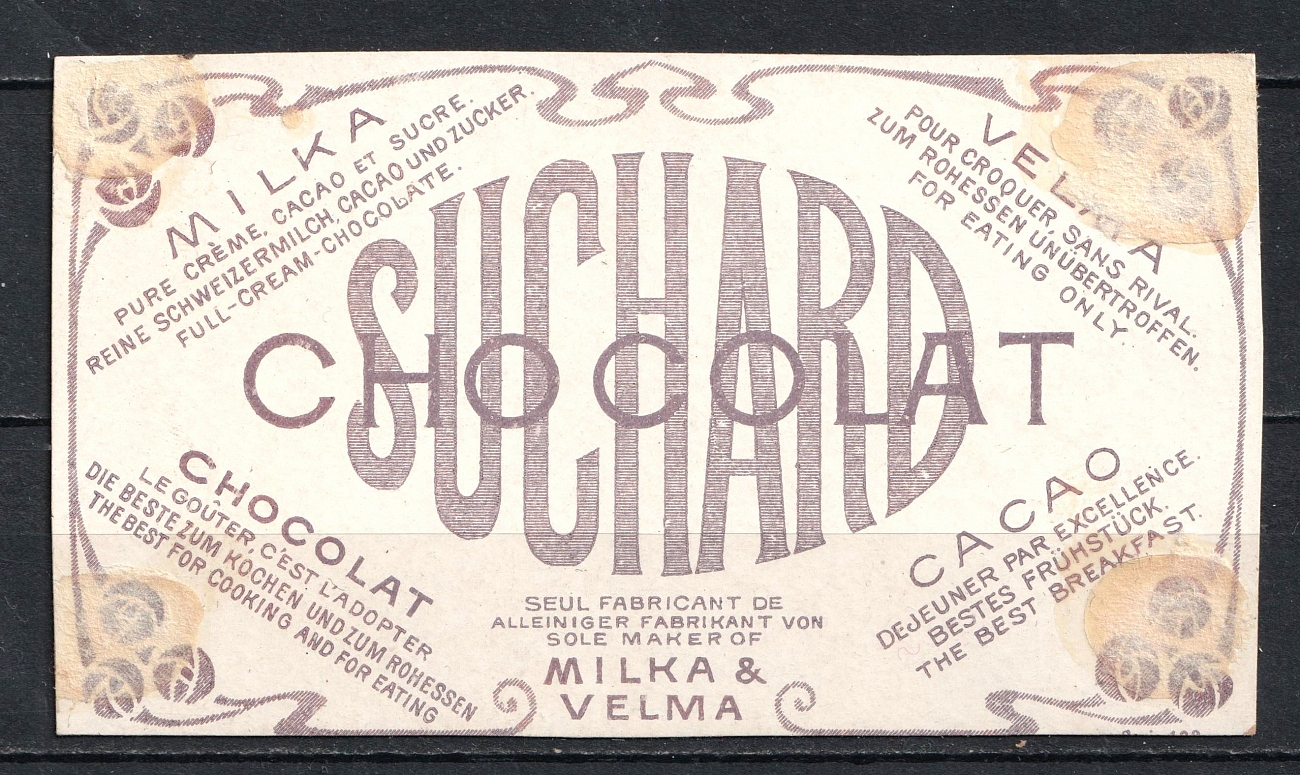 MILKA
PURE CRÈME, CACAO ET SUCRE.
REINE SCHWEIZERMILCH, CACAO UND ZUCKER.
FULL-CREAM-CHOCOLATE.
VELMA
POUR CROQUER, SANS RIVAL.
ZUM ROHESSEN UNÜBERTROFFEN.
FOR EATING ONLY.
SUCHARD
CHOCOLAT
CHOCOLAT
LE GOÛTER, C'EST L'ADOPTER
DIE BESTE ZUM KOCHEN UND ZUM ROHESSEN
THE BEST FOR COOKING AND FOR EATING
CACAO
DEJEUNER PAR EXCELLENCE.
BESTES FRÜHSTÜCK.
THE BEST BREAKFAST.
SEUL FABRICANT DE
ALLEINIGER FABRIKANT VON
SOLE MAKER OF
MILKA &
VELMA